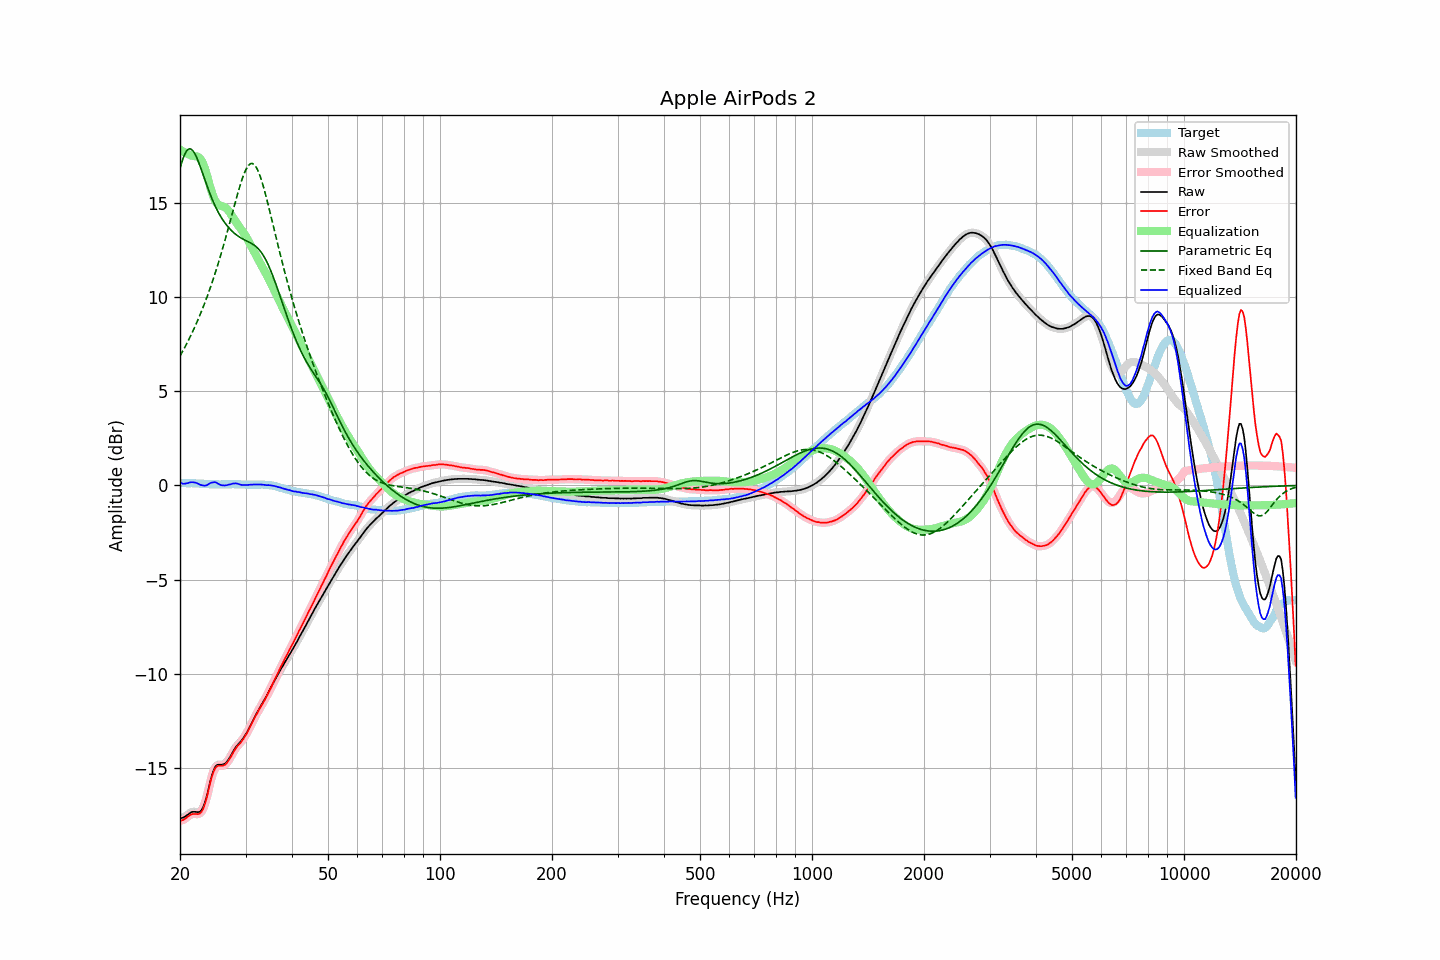 Apple AirPods 2
Target
Raw Smoothed
Error Smoothed
Raw
Error
Equalization
Parametric Eq
Fixed Band Eq
Equalized
Amplitude (dBr)
15
10
5
0
−5
−10
−15
20
50
100
200
500
1000
2000
5000
10000
20000
Frequency (Hz)